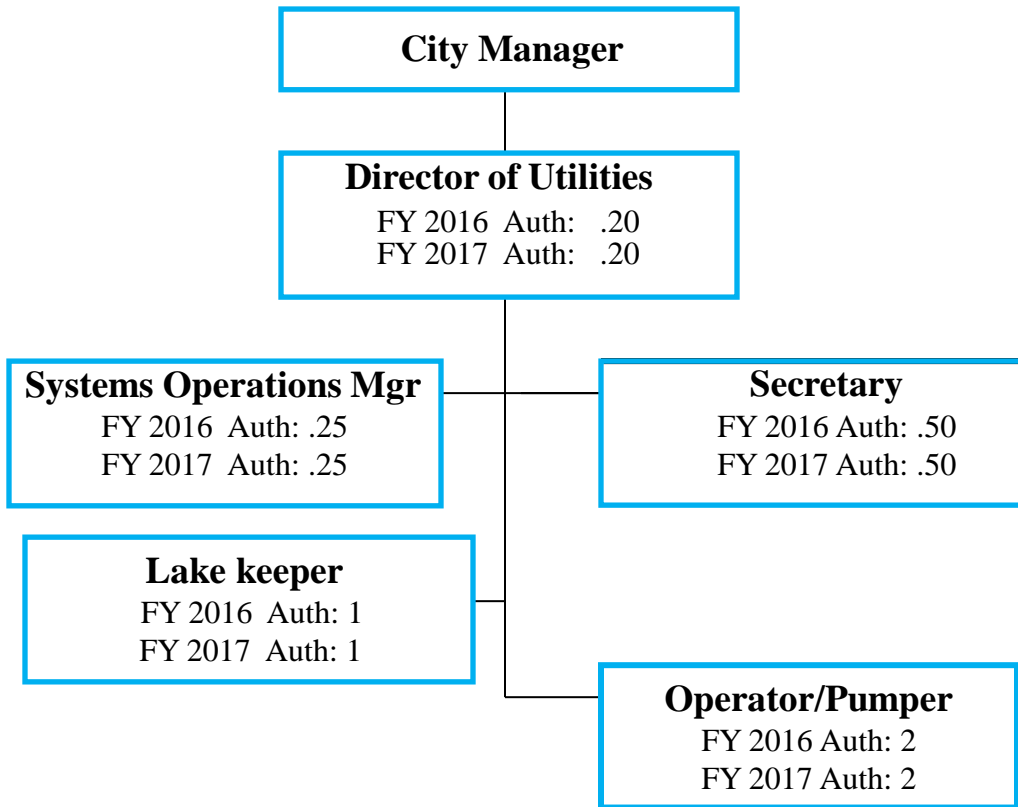 City Manager
Director of Utilities
FY 2016 Auth: .20
FY 2017 Auth: .20
Systems Operations Mgr
FY 2016 Auth: .25
FY 2017 Auth: .25
Secretary
FY 2016 Auth: .50
FY 2017 Auth: .50
Lake keeper
FY 2016 Auth: 1
FY 2017 Auth: 1
Operator/Pumper
FY 2016 Auth: 2
FY 2017 Auth: 2